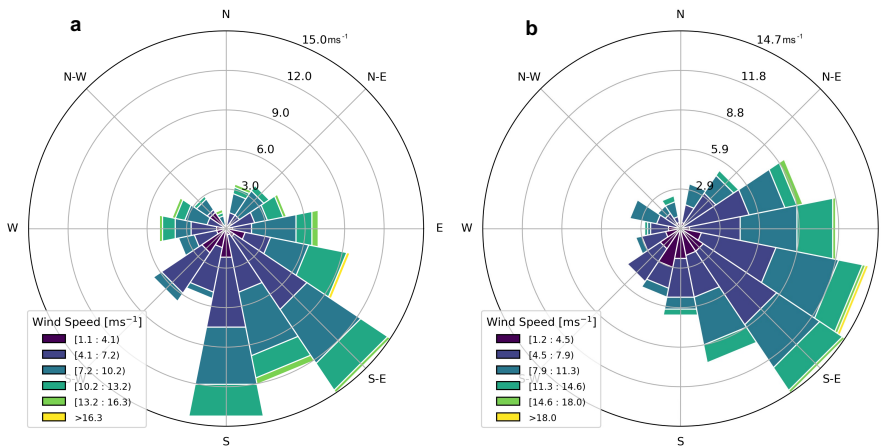 a
N
15.0ms⁻¹
N-W
12.0
N-E
9.0
6.0
3.0
W
E
Wind Speed [ms⁻¹]
[1.1 : 4.1)
[4.1 : 7.2)
[7.2 : 10.2)
[10.2 : 13.2)
[13.2 : 16.3)
>16.3
S-W
S-E
S
b
N
14.7ms⁻¹
N-W
11.8
N-E
8.8
5.9
2.9
W
Wind Speed [ms⁻¹]
[1.2 : 4.5)
[4.5 : 7.9)
[7.9 : 11.3)
[11.3 : 14.6)
[14.6 : 18.0)
>18.0
S-W
S-E
S